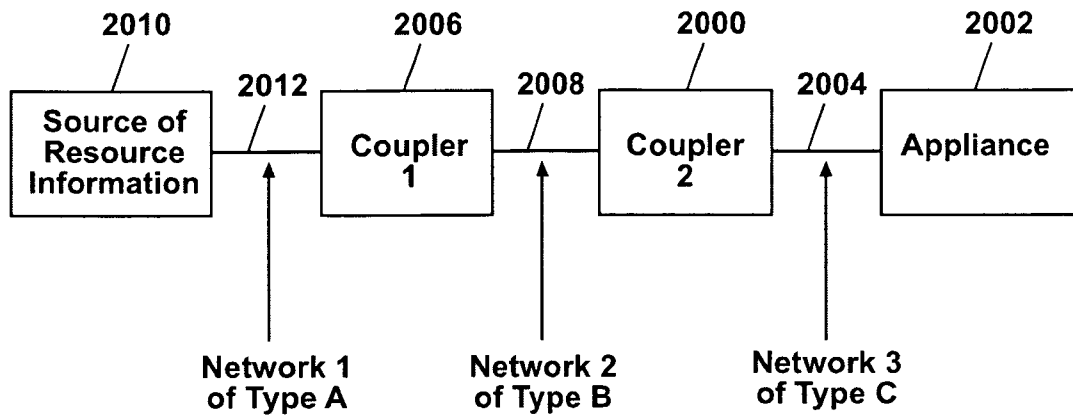 2010
2006
2000
2002
2012
2008
2004
Source of
Resource
Information
Coupler
1
Coupler
2
Appliance
Network 1
of Type A
Network 2
of Type B
Network 3
of Type C